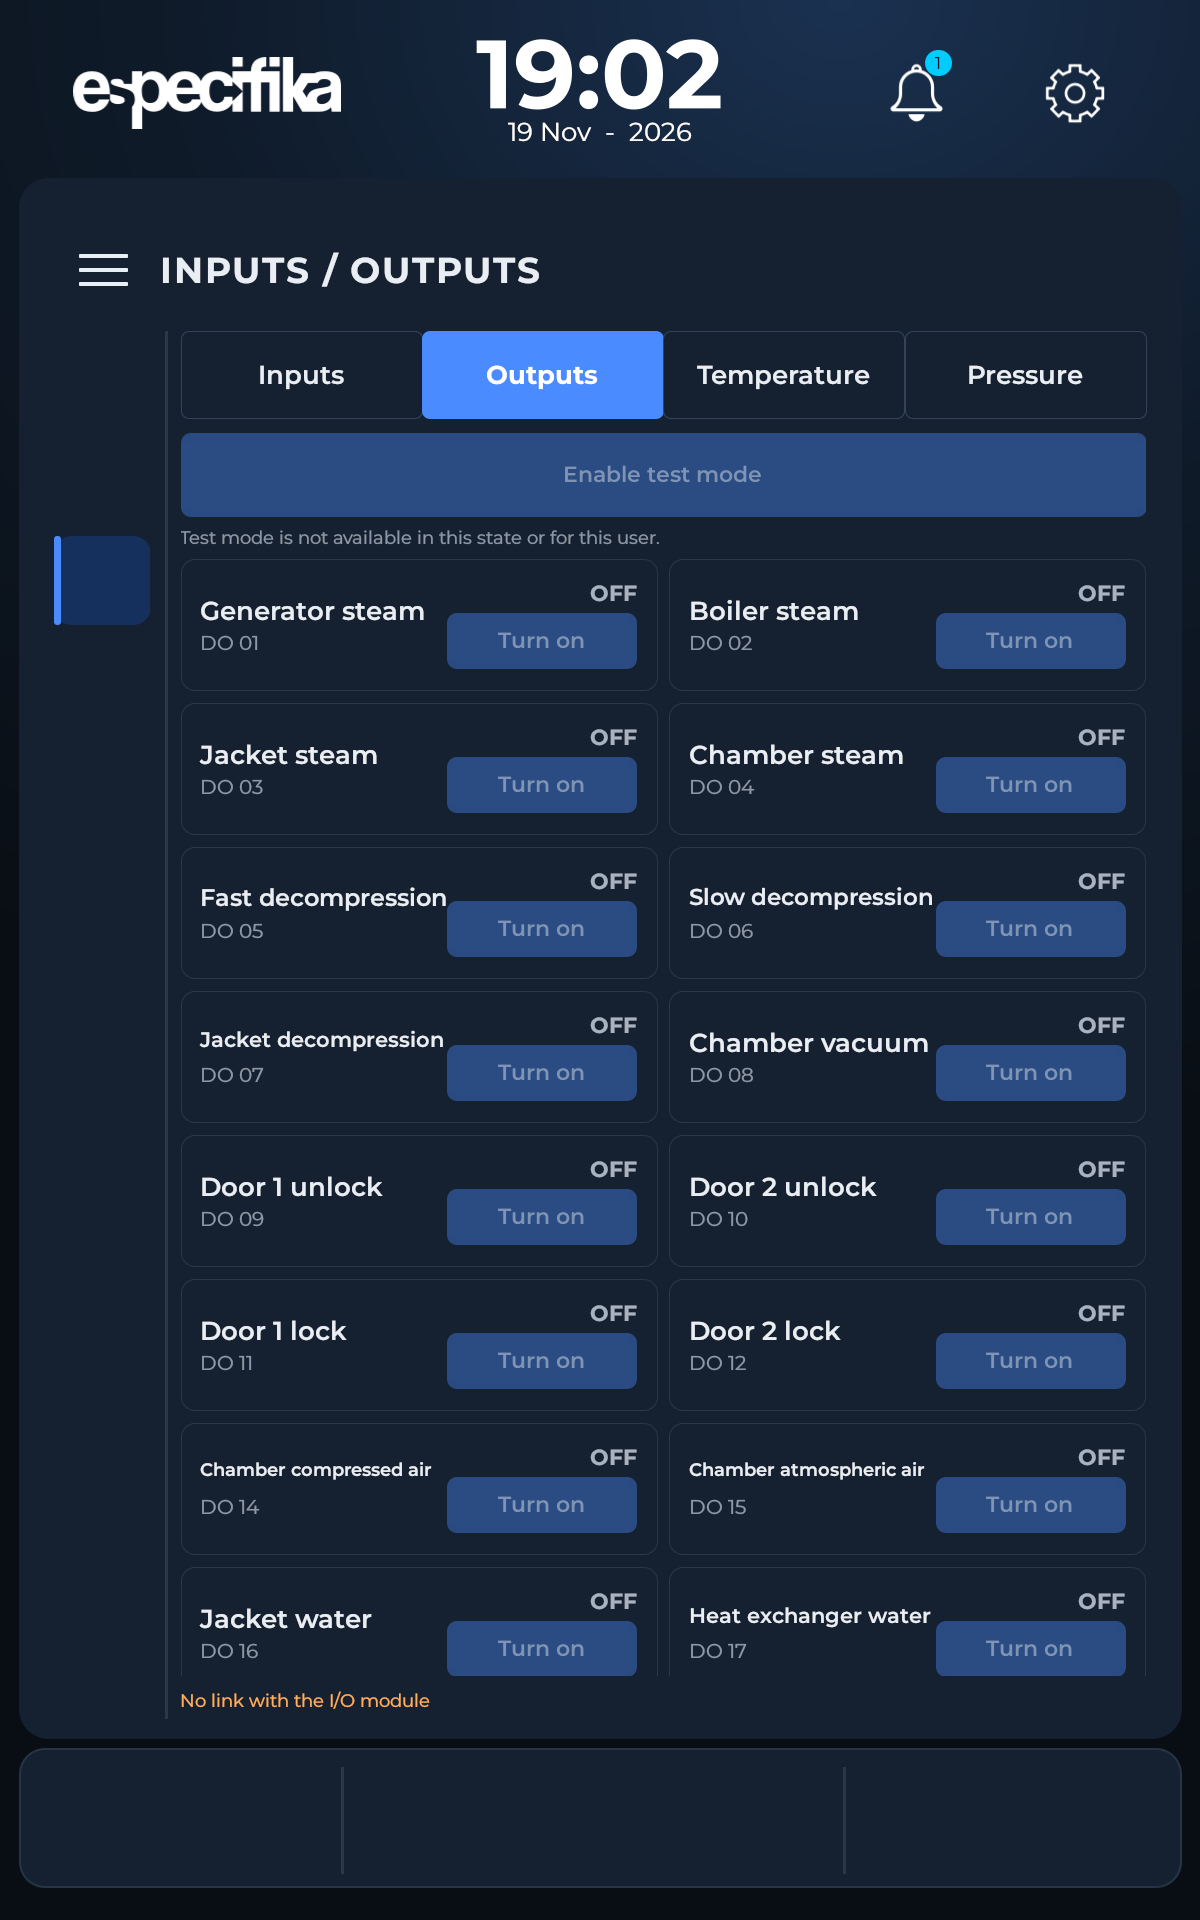 especifika
19:02
1
19 Nov - 2026
INPUTS / OUTPUTS
Inputs
Outputs
Temperature
Pressure
Enable test mode
Test mode is not available in this state or for this user.
Generator steam
DO 01
OFF
Turn on
Boiler steam
DO 02
OFF
Turn on
Jacket steam
DO 03
OFF
Turn on
Chamber steam
DO 04
OFF
Turn on
Fast decompression
DO 05
OFF
Turn on
Slow decompression
DO 06
OFF
Turn on
Jacket decompression
DO 07
OFF
Turn on
Chamber vacuum
DO 08
OFF
Turn on
Door 1 unlock
DO 09
OFF
Turn on
Door 2 unlock
DO 10
OFF
Turn on
Door 1 lock
DO 11
OFF
Turn on
Door 2 lock
DO 12
OFF
Turn on
Chamber compressed air
DO 14
OFF
Turn on
Chamber atmospheric air
DO 15
OFF
Turn on
Jacket water
DO 16
OFF
Turn on
Heat exchanger water
DO 17
OFF
Turn on
No link with the I/O module